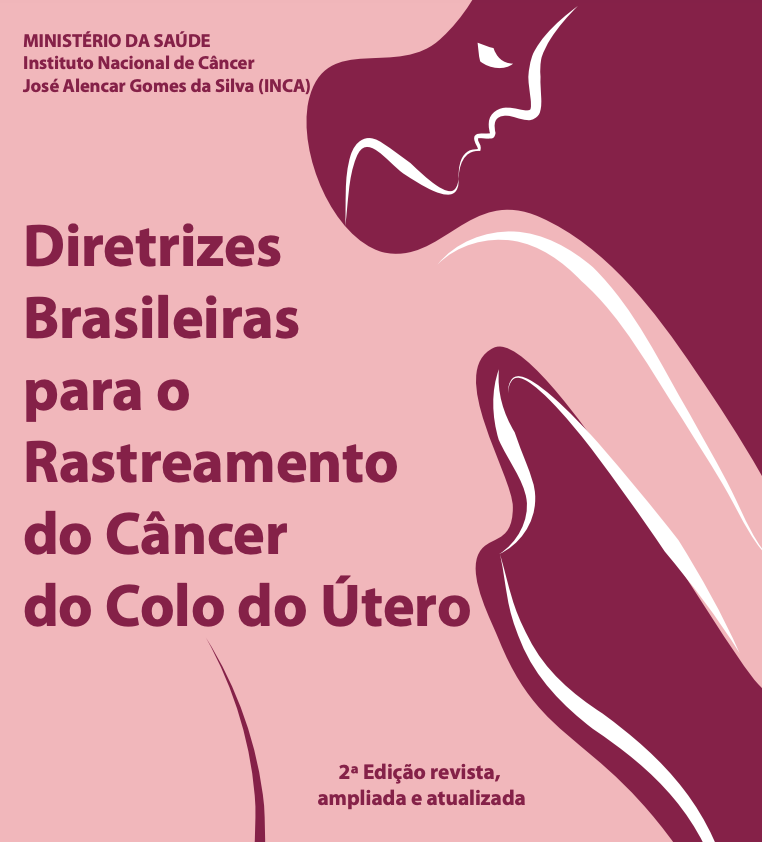 MINISTÉRIO DA SAÚDE
Instituto Nacional de Câncer
José Alencar Gomes da Silva (INCA)
Diretrizes
Brasileiras
para o
Rastreamento
do Câncer
do Colo do Útero
2ª Edição revista,
ampliada e atualizada